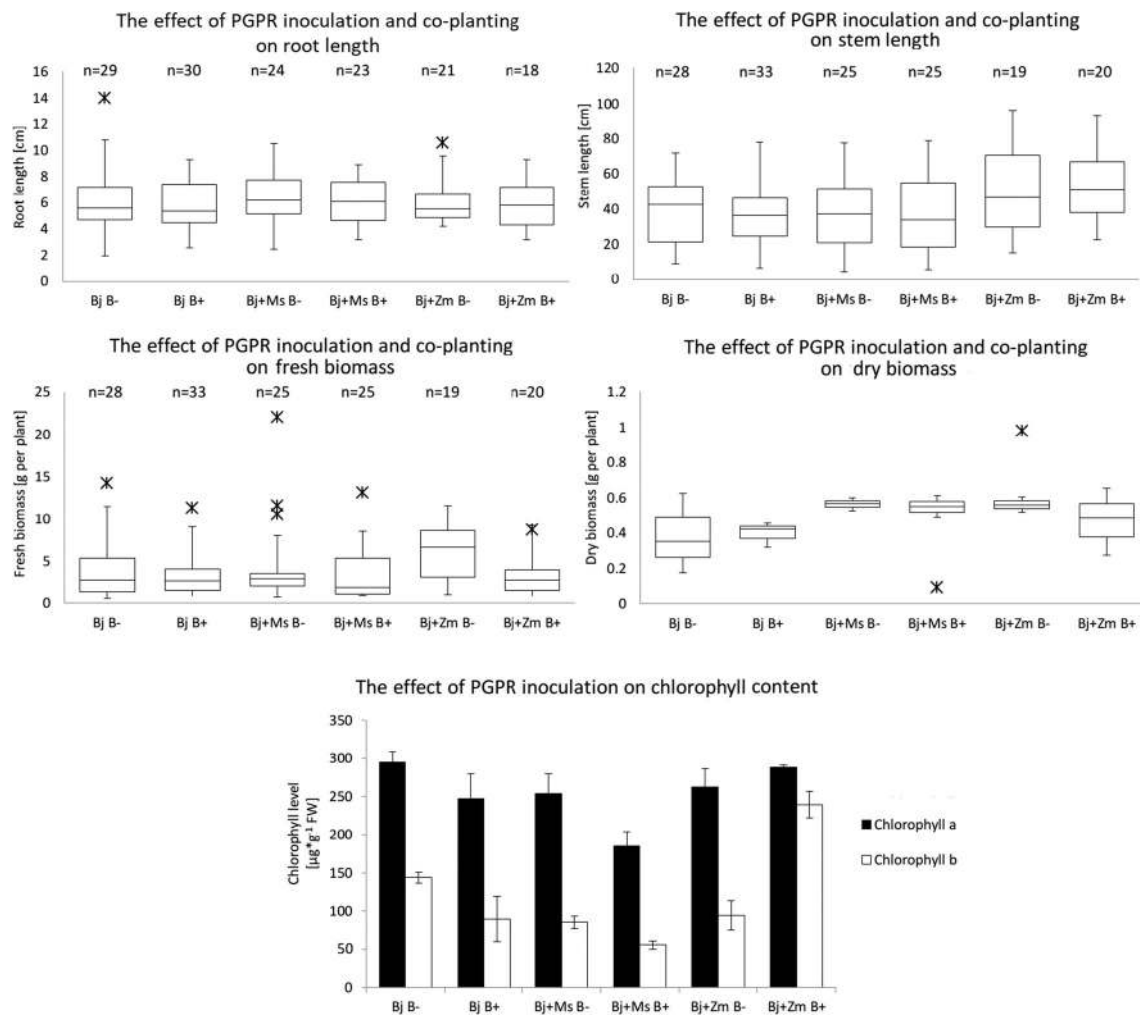 The effect of PGPR inoculation and co-planting
on root length
n=29 n=30 n=24 n=23 n=21 n=18
Root length [cm]
16
14
12
10
8
6
4
2
0
Bj B- Bj B+ Bj+Ms B- Bj+Ms B+ Bj+Zm B- Bj+Zm B+
The effect of PGPR inoculation and co-planting
on stem length
n=28 n=33 n=25 n=25 n=19 n=20
Stem length [cm]
120
100
80
60
40
20
0
Bj B- Bj B+ Bj+Ms B- Bj+Ms B+ Bj+Zm B- Bj+Zm B+
The effect of PGPR inoculation and co-planting
on fresh biomass
n=28 n=33 n=25 n=25 n=19 n=20
Fresh biomass [g per plant]
25
20
15
10
5
0
Bj B- Bj B+ Bj+Ms B- Bj+Ms B+ Bj+Zm B- Bj+Zm B+
The effect of PGPR inoculation and co-planting
on dry biomass
Dry biomass [g per plant]
1.2
1
0.8
0.6
0.4
0.2
0
Bj B- Bj B+ Bj+Ms B- Bj+Ms B+ Bj+Zm B- Bj+Zm B+
The effect of PGPR inoculation on chlorophyll content
Chlorophyll level
[µg*g⁻¹ FW]
350
300
250
200
150
100
50
0
Bj B- Bj B+ Bj+Ms B- Bj+Ms B+ Bj+Zm B- Bj+Zm B+
Chlorophyll a
Chlorophyll b